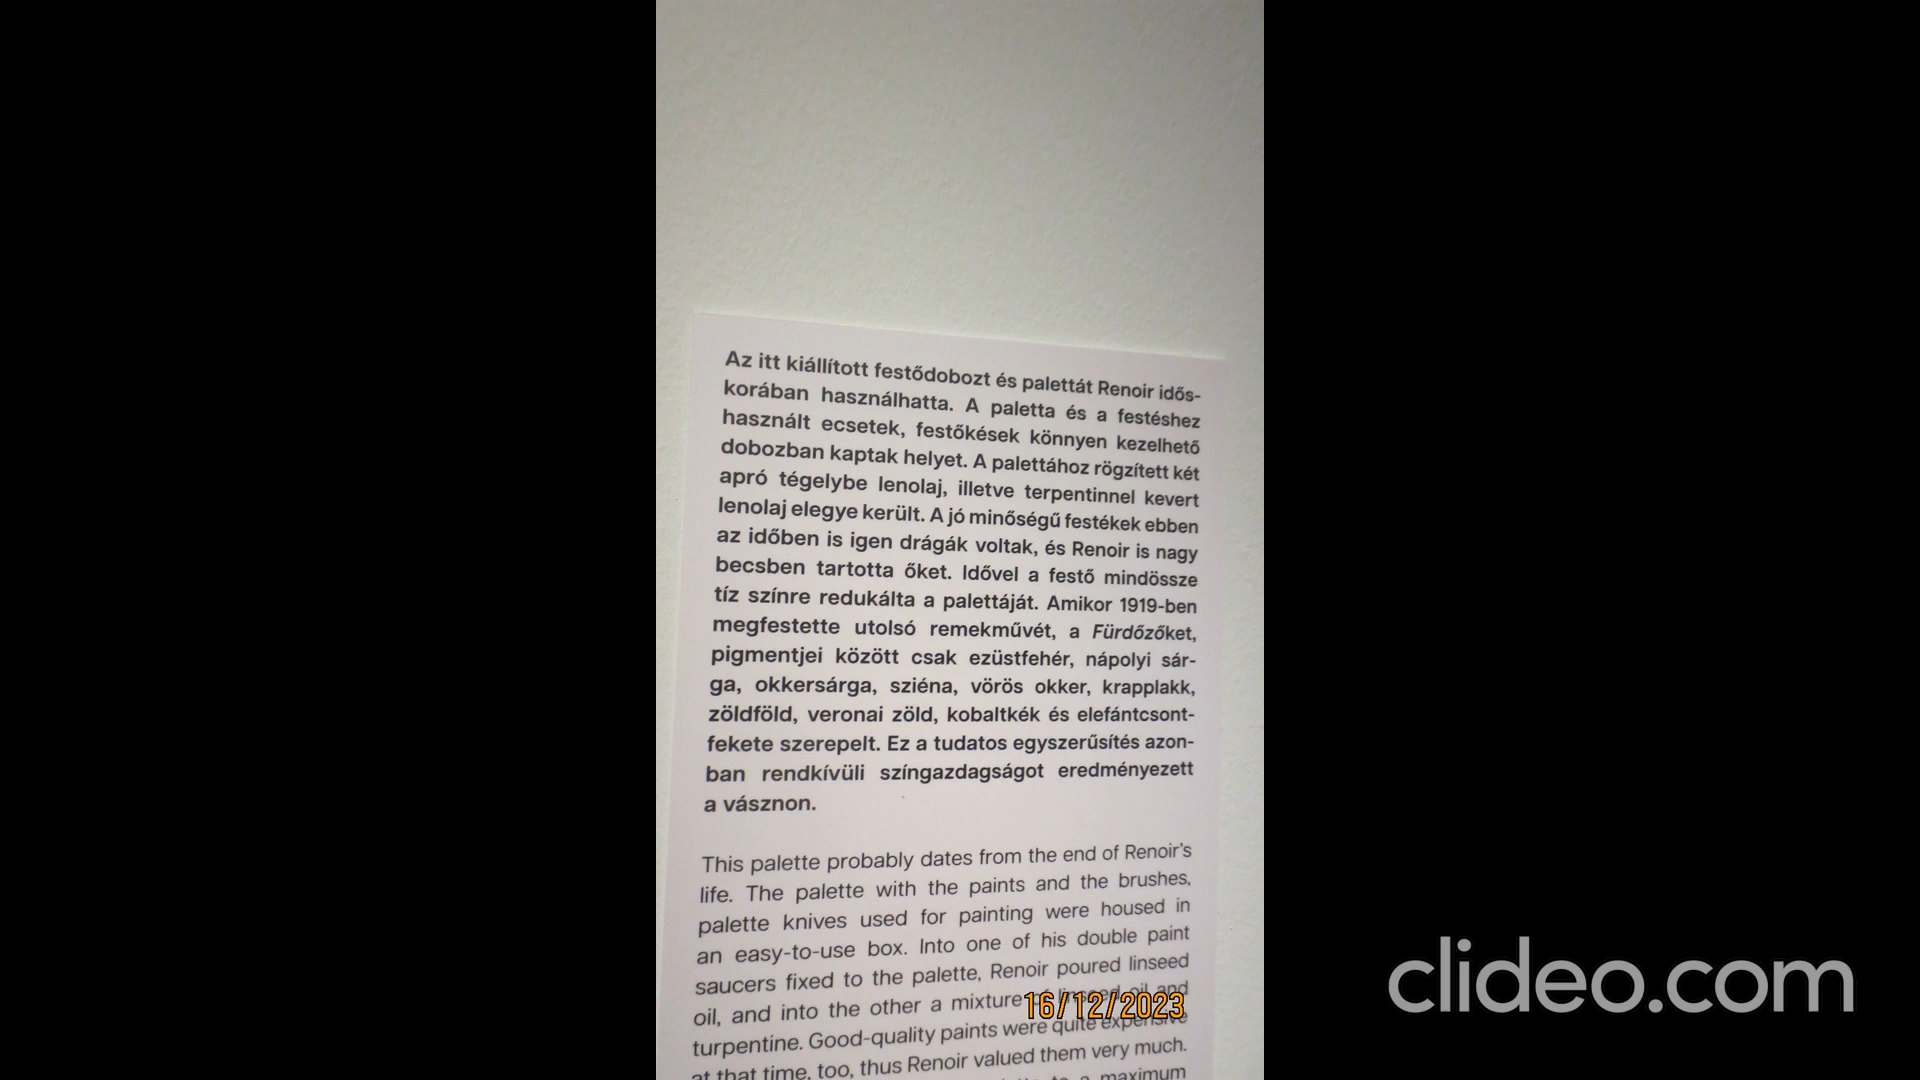 Az itt kiállított festődobozt és palettát Renoir idős-
korában használhatta. A paletta és a festéshez
használt ecsetek, festőkések könnyen kezelhető
dobozban kaptak helyet. A palettához rögzített két
apró tégelybe lenolaj, illetve terpentinnel kevert
lenolaj elegye került. A jó minőségű festékek ebben
az időben is igen drágák voltak, és Renoir is nagy
becsben tartotta őket. Idővel a festő mindössze
tíz színre redukálta a palettáját. Amikor 1919-ben
megfestette utolsó remekművét, a Fürdőzőket,
pigmentjei között csak ezüstfehér, nápolyi sár-
ga, okkersárga, sziéna, vörös okker, krapplakk,
zöldföld, veronai zöld, kobaltkék és elefántcsont-
fekete szerepelt. Ez a tudatos egyszerűsítés azon-
ban rendkívüli színgazdagságot eredményezett
a vásznon.
This palette probably dates from the end of Renoir's
life. The palette with the paints and the brushes,
palette knives used for painting were housed in
an easy-to-use box. Into one of his double paint
saucers fixed to the palette, Renoir poured linseed
oil, and into the other a mixture of linseed oil and
turpentine. Good-quality paints were quite expensive
at that time, too, thus Renoir valued them very much.
to a maximum
16/12/2023
clideo.com